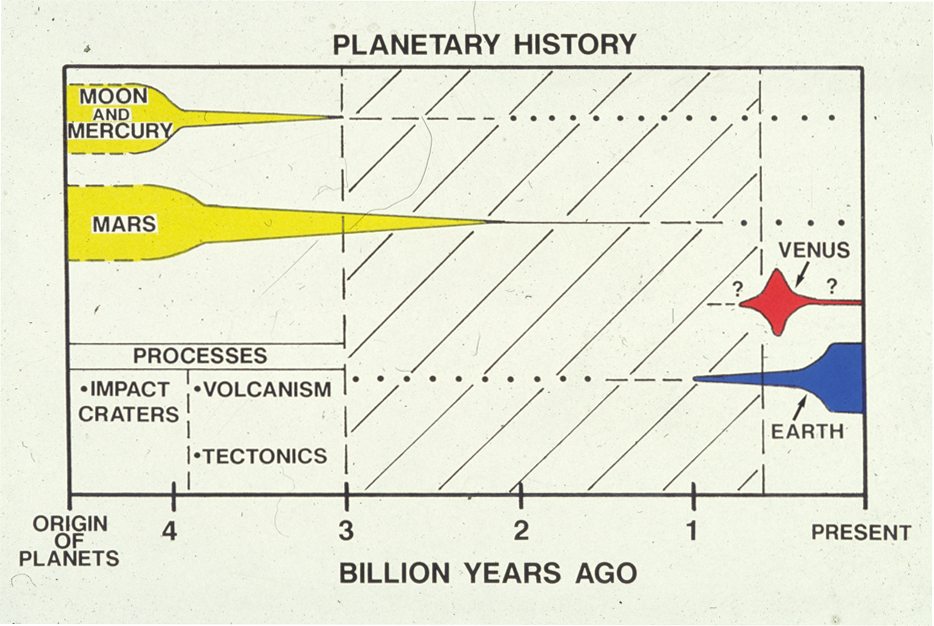 PLANETARY HISTORY
MOON
AND
MERCURY
MARS
VENUS
?
?
PROCESSES
•IMPACT
CRATERS
•VOLCANISM
•TECTONICS
EARTH
ORIGIN
OF
PLANETS
4
3
2
1
PRESENT
BILLION YEARS AGO